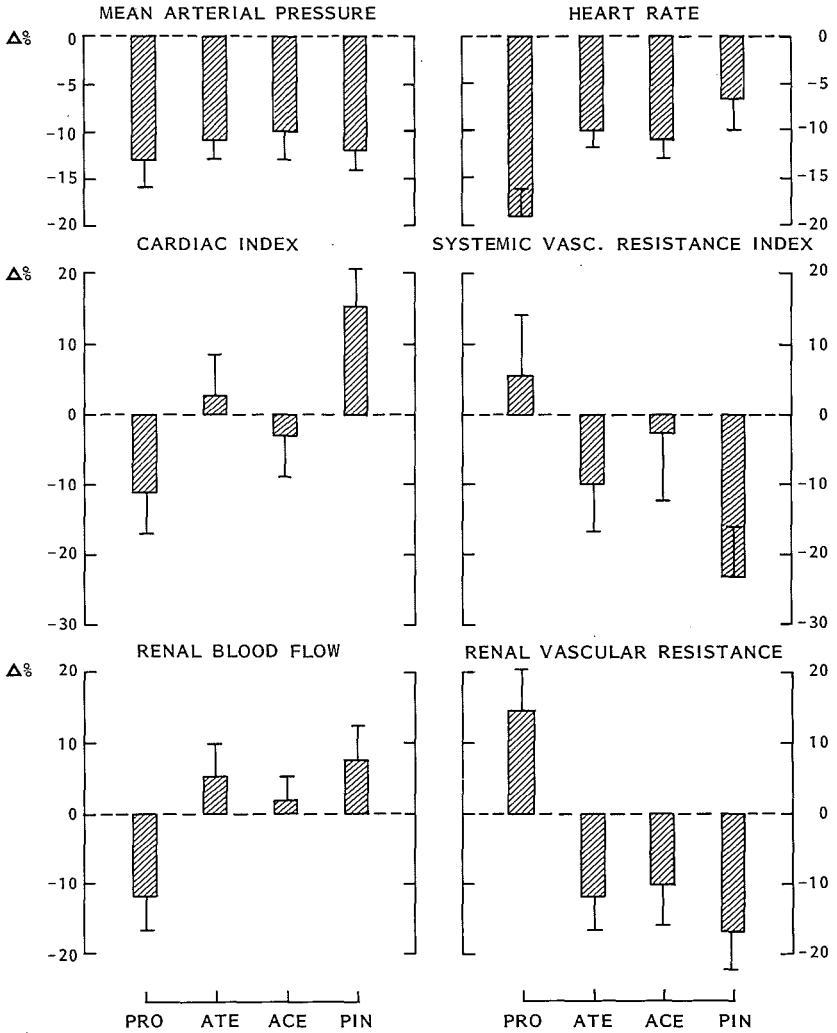 MEAN ARTERIAL PRESSURE
HEART RATE
Δ%
0
-5
-10
-15
-20
0
-5
-10
-15
-20
CARDIAC INDEX
SYSTEMIC VASC. RESISTANCE INDEX
Δ%
20
10
0
-10
-20
-30
20
10
0
-10
-20
-30
RENAL BLOOD FLOW
RENAL VASCULAR RESISTANCE
Δ%
20
10
0
-10
-20
20
10
0
-10
-20
PRO ATE ACE PIN
PRO ATE ACE PIN